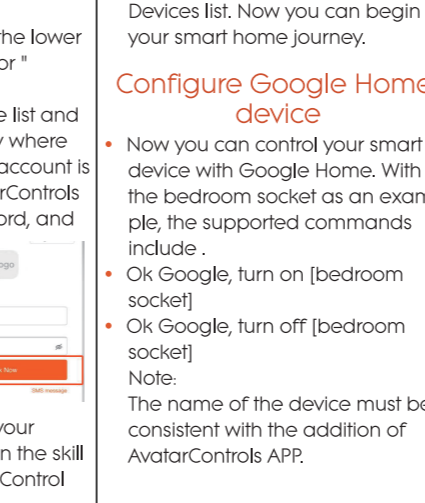 the lower
or "
e list and
y where
account is
rControls
ord, and
ogo
Now
SMS message
your
n the skill
Control
Devices list. Now you can begin
your smart home journey.
Configure Google Home
device
• Now you can control your smart
device with Google Home. With
the bedroom socket as an exam
ple, the supported commands
include .
• Ok Google, turn on [bedroom
socket]
• Ok Google, turn off [bedroom
socket]
Note:
The name of the device must be
consistent with the addition of
AvatarControls APP.